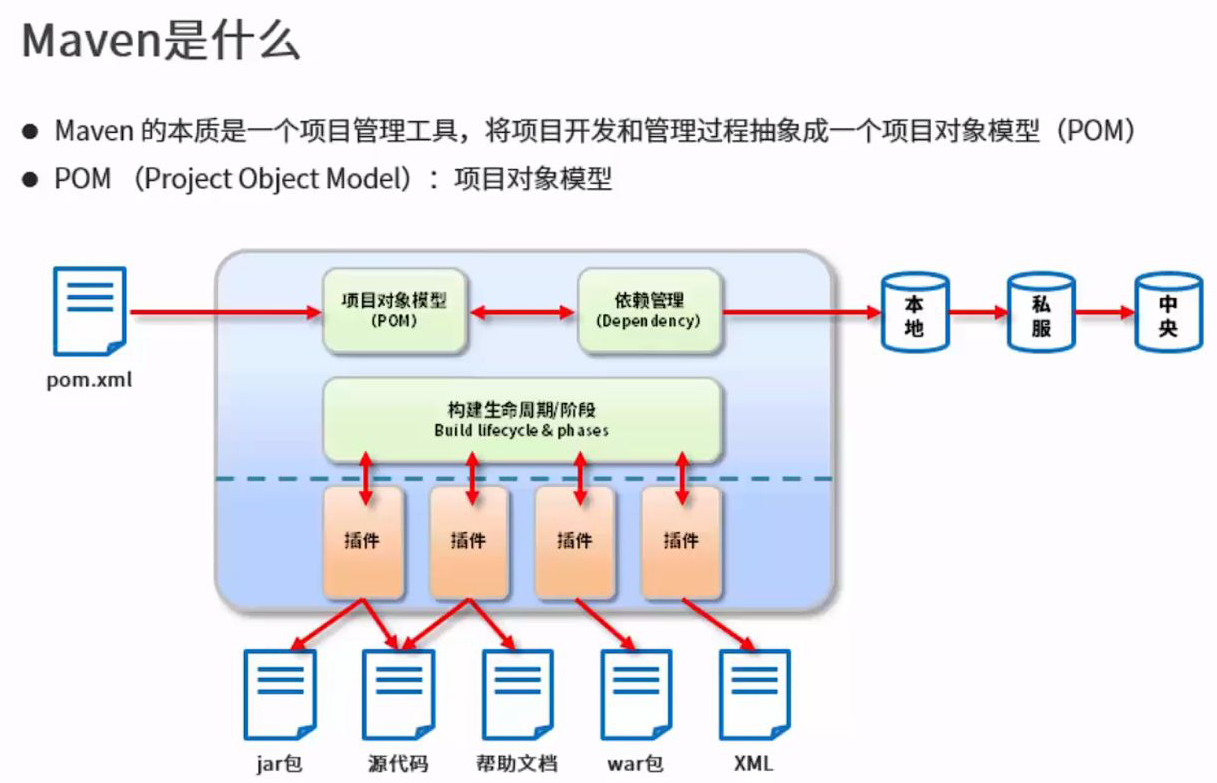 Maven是什么
● Maven 的本质是一个项目管理工具，将项目开发和管理过程抽象成一个项目对象模型（POM）
● POM （Project Object Model）：项目对象模型
pom.xml
项目对象模型
（POM）
依赖管理
（Dependency）
本
地
私
服
中
央
构建生命周期/阶段
Build lifecycle & phases
插件
插件
插件
插件
jar包
源代码
帮助文档
war包
XML